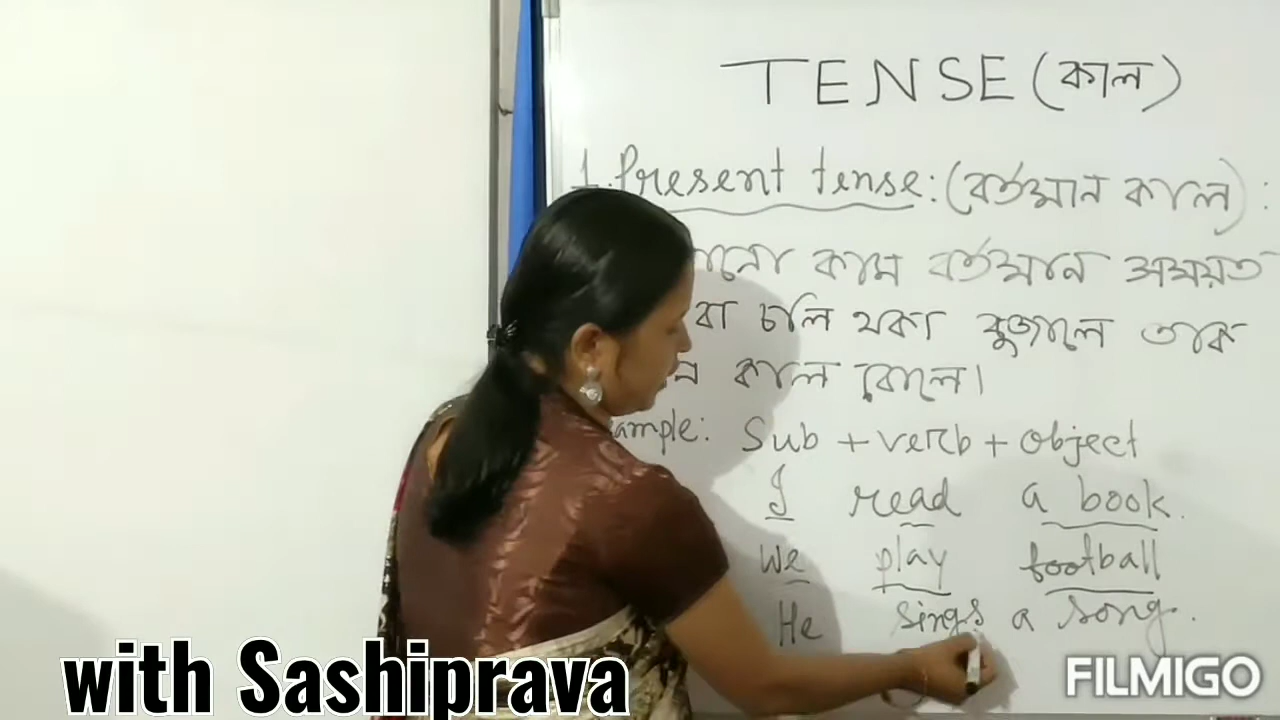 TENSE (কাল)
1. Present tense: (বৰ্তমান কাল) :
কাম বৰ্তমান সময়ত
বা চলি থকা বুজালে তাক
কাল বোলে।
ample: Sub + verb + object
I read a book.
We play football
He sings a song.
with Sashiprava
FILMIGO